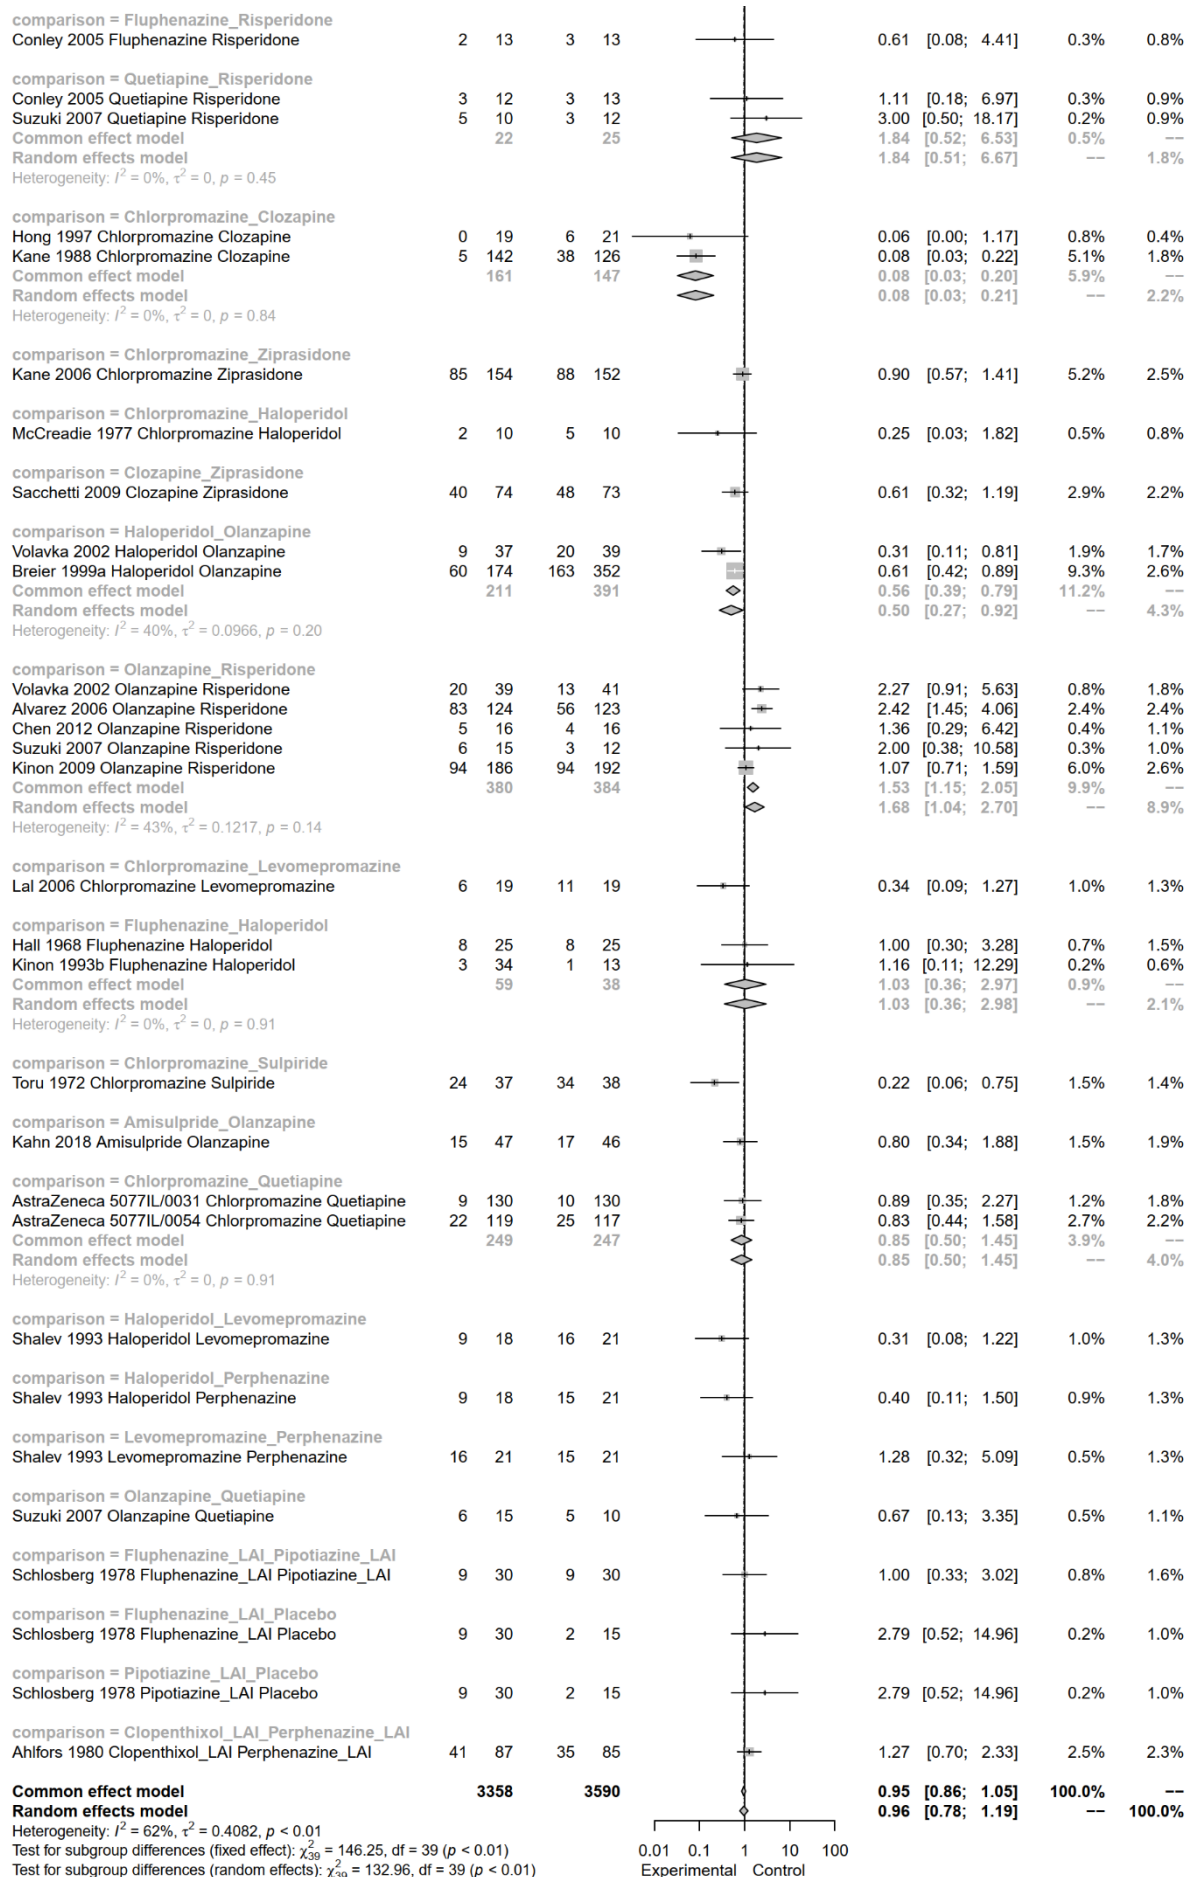 comparison = Fluphenazine_Risperidone
Conley 2005 Fluphenazine Risperidone 2 13 3 13 0.61 [0.08; 4.41] 0.3% 0.8%
comparison = Quetiapine_Risperidone
Conley 2005 Quetiapine Risperidone 3 12 3 13 1.11 [0.18; 6.97] 0.3% 0.9%
Suzuki 2007 Quetiapine Risperidone 5 10 3 12 3.00 [0.50; 18.17] 0.2% 0.9%
Common effect model 22 25 1.84 [0.52; 6.53] 0.5% --
Random effects model 1.84 [0.51; 6.67] -- 1.8%
Heterogeneity: I² = 0%, τ² = 0, p = 0.45
comparison = Chlorpromazine_Clozapine
Hong 1997 Chlorpromazine Clozapine 0 19 6 21 0.06 [0.00; 1.17] 0.8% 0.4%
Kane 1988 Chlorpromazine Clozapine 5 142 38 126 0.08 [0.03; 0.22] 5.1% 1.8%
Common effect model 161 147 0.08 [0.03; 0.20] 5.9% --
Random effects model 0.08 [0.03; 0.21] -- 2.2%
Heterogeneity: I² = 0%, τ² = 0, p = 0.84
comparison = Chlorpromazine_Ziprasidone
Kane 2006 Chlorpromazine Ziprasidone 85 154 88 152 0.90 [0.57; 1.41] 5.2% 2.5%
comparison = Chlorpromazine_Haloperidol
McCreadie 1977 Chlorpromazine Haloperidol 2 10 5 10 0.25 [0.03; 1.82] 0.5% 0.8%
comparison = Clozapine_Ziprasidone
Sacchetti 2009 Clozapine Ziprasidone 40 74 48 73 0.61 [0.32; 1.19] 2.9% 2.2%
comparison = Haloperidol_Olanzapine
Volavka 2002 Haloperidol Olanzapine 9 37 20 39 0.31 [0.11; 0.81] 1.9% 1.7%
Breier 1999a Haloperidol Olanzapine 60 174 163 352 0.61 [0.42; 0.89] 9.3% 2.6%
Common effect model 211 391 0.56 [0.39; 0.79] 11.2% --
Random effects model 0.50 [0.27; 0.92] -- 4.3%
Heterogeneity: I² = 40%, τ² = 0.0966, p = 0.20
comparison = Olanzapine_Risperidone
Volavka 2002 Olanzapine Risperidone 20 39 13 41 2.27 [0.91; 5.63] 0.8% 1.8%
Alvarez 2006 Olanzapine Risperidone 83 124 56 123 2.42 [1.45; 4.06] 2.4% 2.4%
Chen 2012 Olanzapine Risperidone 5 16 4 16 1.36 [0.29; 6.42] 0.4% 1.1%
Suzuki 2007 Olanzapine Risperidone 6 15 3 12 2.00 [0.38; 10.58] 0.3% 1.0%
Kinon 2009 Olanzapine Risperidone 94 186 94 192 1.07 [0.71; 1.59] 6.0% 2.6%
Common effect model 380 384 1.53 [1.15; 2.05] 9.9% --
Random effects model 1.68 [1.04; 2.70] -- 8.9%
Heterogeneity: I² = 43%, τ² = 0.1217, p = 0.14
comparison = Chlorpromazine_Levomepromazine
Lal 2006 Chlorpromazine Levomepromazine 6 19 11 19 0.34 [0.09; 1.27] 1.0% 1.3%
comparison = Fluphenazine_Haloperidol
Hall 1968 Fluphenazine Haloperidol 8 25 8 25 1.00 [0.30; 3.28] 0.7% 1.5%
Kinon 1993b Fluphenazine Haloperidol 3 34 1 13 1.16 [0.11; 12.29] 0.2% 0.6%
Common effect model 59 38 1.03 [0.36; 2.97] 0.9% --
Random effects model 1.03 [0.36; 2.98] -- 2.1%
Heterogeneity: I² = 0%, τ² = 0, p = 0.91
comparison = Chlorpromazine_Sulpiride
Toru 1972 Chlorpromazine Sulpiride 24 37 34 38 0.22 [0.06; 0.75] 1.5% 1.4%
comparison = Amisulpride_Olanzapine
Kahn 2018 Amisulpride Olanzapine 15 47 17 46 0.80 [0.34; 1.88] 1.5% 1.9%
comparison = Chlorpromazine_Quetiapine
AstraZeneca 5077IL/0031 Chlorpromazine Quetiapine 9 130 10 130 0.89 [0.35; 2.27] 1.2% 1.8%
AstraZeneca 5077IL/0054 Chlorpromazine Quetiapine 22 119 25 117 0.83 [0.44; 1.58] 2.7% 2.2%
Common effect model 249 247 0.85 [0.50; 1.45] 3.9% --
Random effects model 0.85 [0.50; 1.45] -- 4.0%
Heterogeneity: I² = 0%, τ² = 0, p = 0.91
comparison = Haloperidol_Levomepromazine
Shalev 1993 Haloperidol Levomepromazine 9 18 16 21 0.31 [0.08; 1.22] 1.0% 1.3%
comparison = Haloperidol_Perphenazine
Shalev 1993 Haloperidol Perphenazine 9 18 15 21 0.40 [0.11; 1.50] 0.9% 1.3%
comparison = Levomepromazine_Perphenazine
Shalev 1993 Levomepromazine Perphenazine 16 21 15 21 1.28 [0.32; 5.09] 0.5% 1.3%
comparison = Olanzapine_Quetiapine
Suzuki 2007 Olanzapine Quetiapine 6 15 5 10 0.67 [0.13; 3.35] 0.5% 1.1%
comparison = Fluphenazine_LAI_Pipotiazine_LAI
Schlosberg 1978 Fluphenazine_LAI Pipotiazine_LAI 9 30 9 30 1.00 [0.33; 3.02] 0.8% 1.6%
comparison = Fluphenazine_LAI_Placebo
Schlosberg 1978 Fluphenazine_LAI Placebo 9 30 2 15 2.79 [0.52; 14.96] 0.2% 1.0%
comparison = Pipotiazine_LAI_Placebo
Schlosberg 1978 Pipotiazine_LAI Placebo 9 30 2 15 2.79 [0.52; 14.96] 0.2% 1.0%
comparison = Clopenthixol_LAI_Perphenazine_LAI
Ahlfors 1980 Clopenthixol_LAI Perphenazine_LAI 41 87 35 85 1.27 [0.70; 2.33] 2.5% 2.3%
Common effect model 3358 3590 0.95 [0.86; 1.05] 100.0% --
Random effects model 0.96 [0.78; 1.19] -- 100.0%
Heterogeneity: I² = 62%, τ² = 0.4082, p < 0.01
Test for subgroup differences (fixed effect): χ²₃₉ = 146.25, df = 39 (p < 0.01)
Test for subgroup differences (random effects): χ²₃₉ = 132.96, df = 39 (p < 0.01)
0.01 0.1 1 10 100
Experimental Control